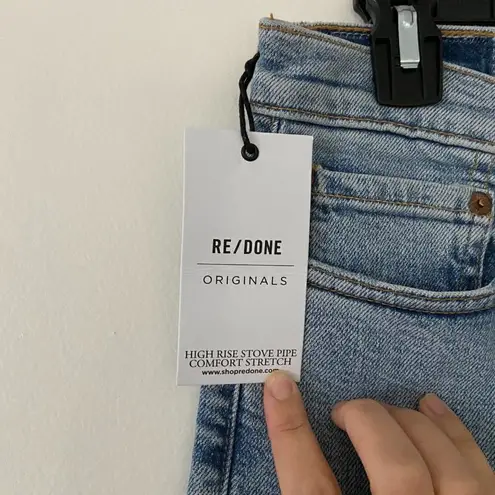 RE/DONE
ORIGINALS
HIGH RISE STOVE PIPE
COMFORT STRETCH
www.shopredone.com